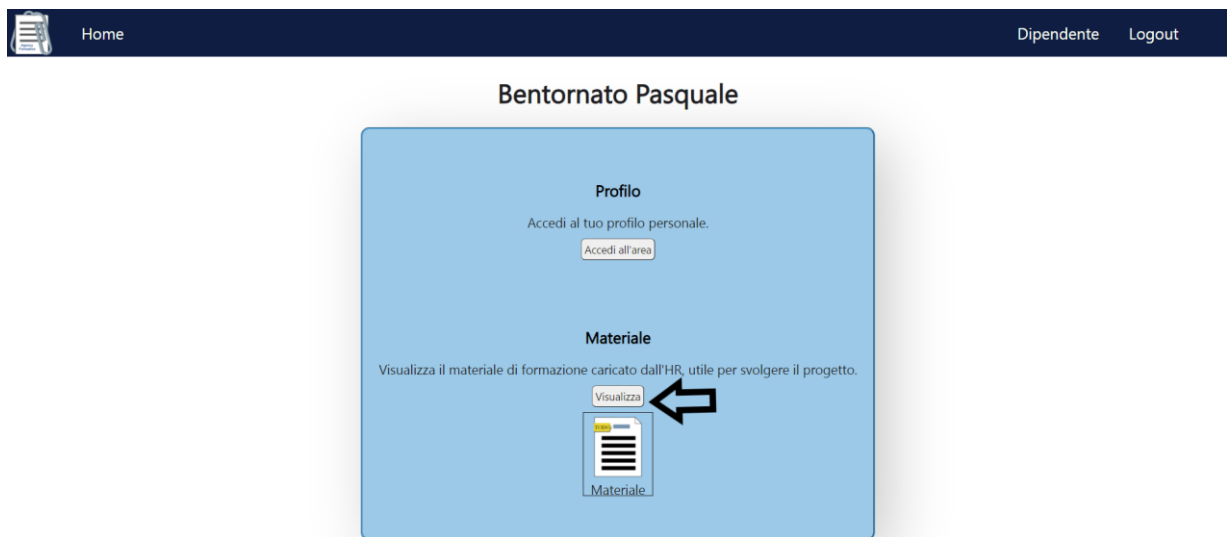 Home
Dipendente
Logout
Bentornato Pasquale
Profilo
Accedi al tuo profilo personale.
Accedi all'area
Materiale
Visualizza il materiale di formazione caricato dall'HR, utile per svolgere il progetto.
Visualizza
Materiale